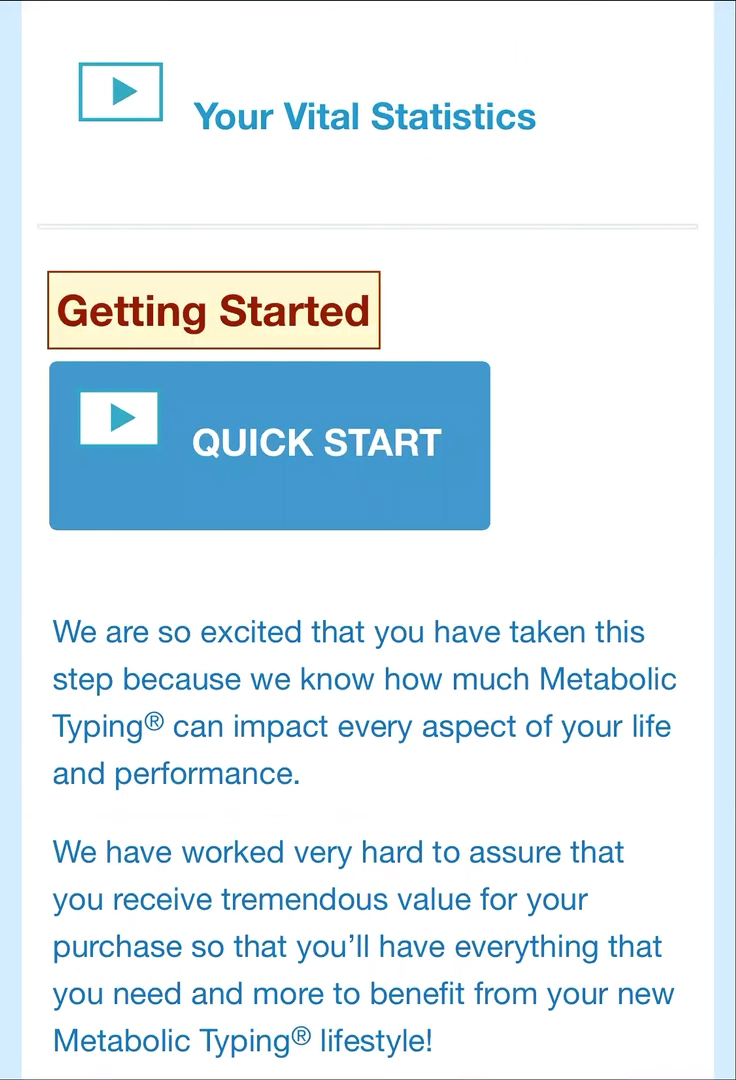 Your Vital Statistics
Getting Started
QUICK START
We are so excited that you have taken this
step because we know how much Metabolic
Typing® can impact every aspect of your life
and performance.
We have worked very hard to assure that
you receive tremendous value for your
purchase so that you’ll have everything that
you need and more to benefit from your new
Metabolic Typing® lifestyle!